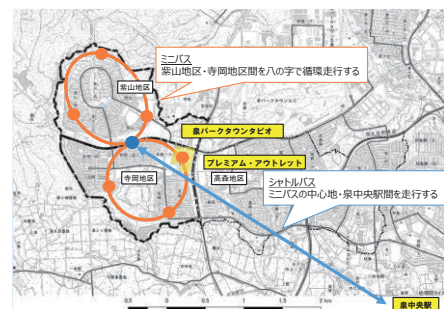 ミニバス
紫山地区・寺岡地区間を八の字で循環走行する
紫山地区
泉パークタウンタピオ
プレミアム・アウトレット
寺岡地区
高森地区
シャトルバス
ミニバスの中心地・泉中央駅間を走行する
泉中央駅
0.5 0 0.5 1 1.5 2 km